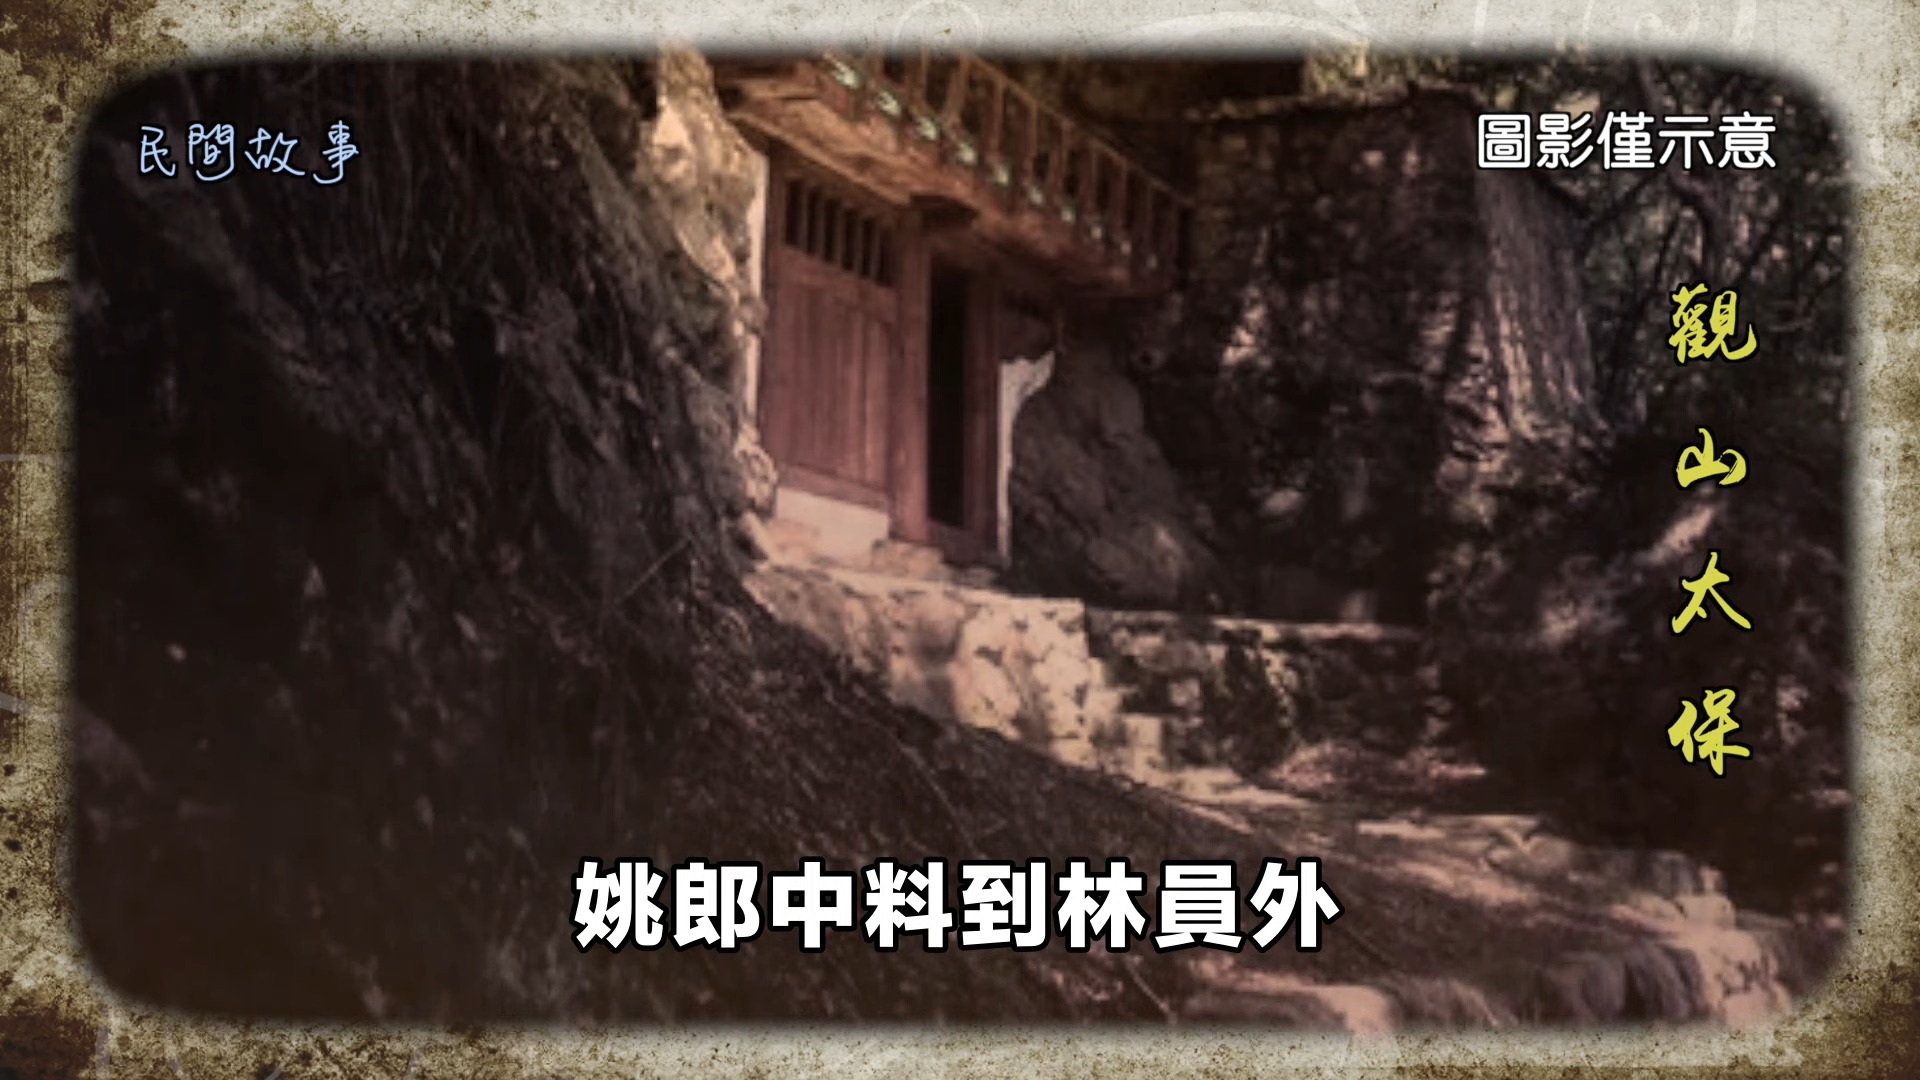 民間故事
圖影僅示意
觀山太保
姚郎中料到林員外